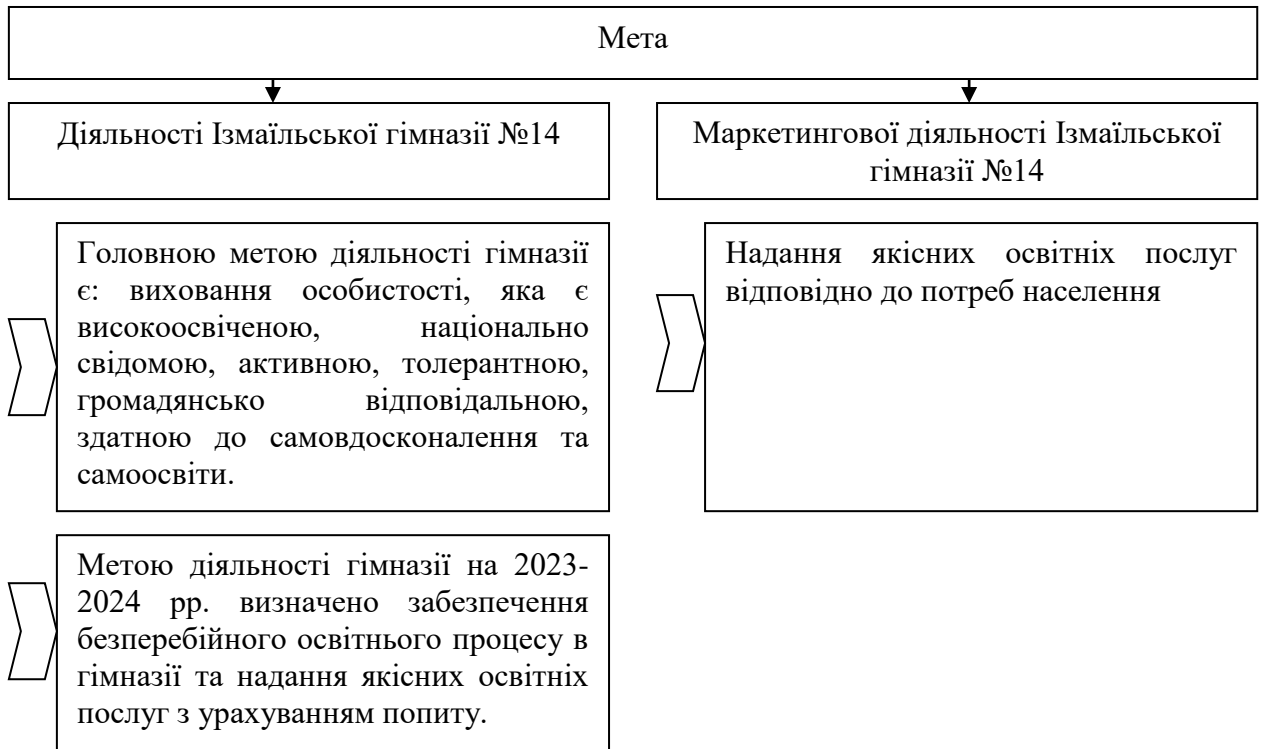 Мета
Діяльності Ізмаїльської гімназії №14
Маркетингової діяльності Ізмаїльської
гімназії №14
Головною метою діяльності гімназії
є: виховання особистості, яка є
високоосвіченою, національно
свідомою, активною, толерантною,
громадянсько відповідальною,
здатною до самовдосконалення та
самоосвіти.
Надання якісних освітніх послуг
відповідно до потреб населення
Метою діяльності гімназії на 2023-
2024 рр. визначено забезпечення
безперебійного освітнього процесу в
гімназії та надання якісних освітніх
послуг з урахуванням попиту.